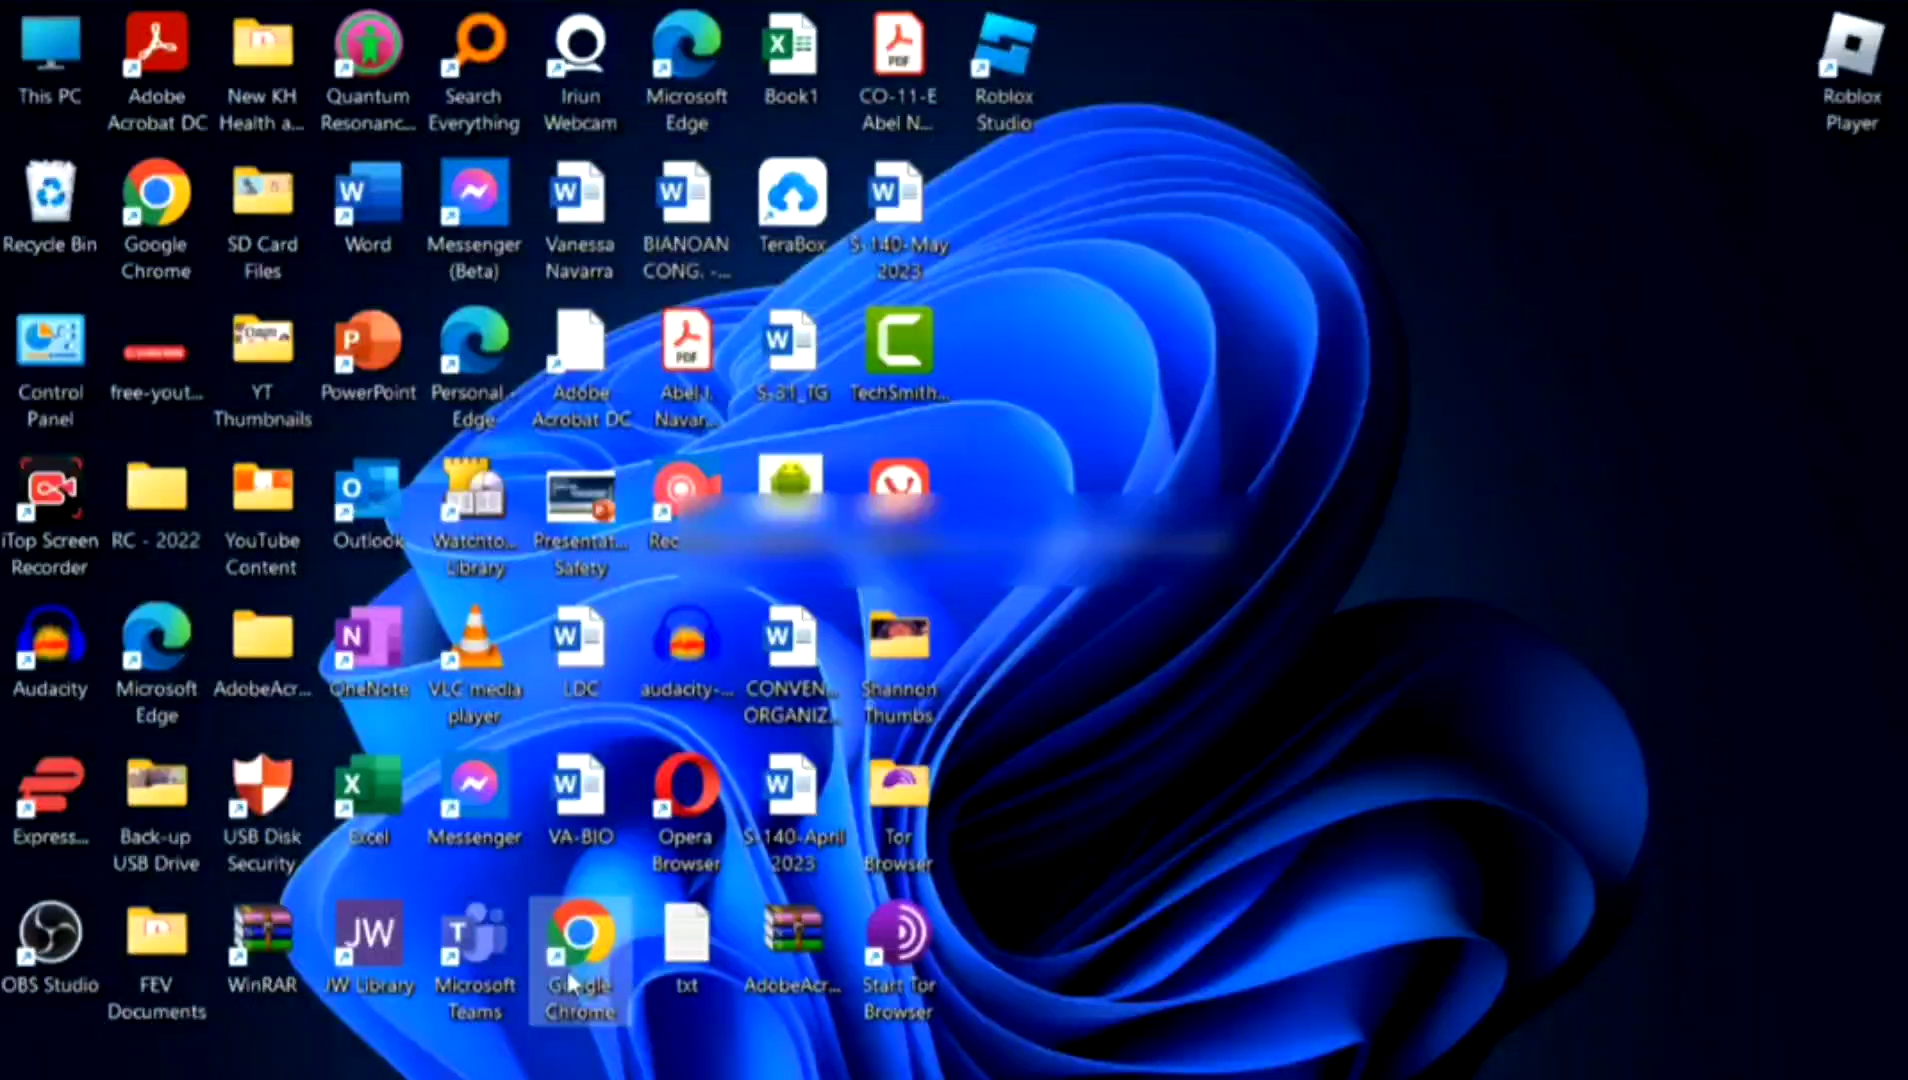 This PC
Adobe
Acrobat DC
New KH
Health a...
Quantum
Resonanc...
Search
Everything
Iriun
Webcam
Microsoft
Edge
Book1
CO-11-E
Abel N...
Roblox
Studio
Roblox
Player
Recycle Bin
Google
Chrome
SD Card
Files
Word
Messenger
(Beta)
Vanessa
Navarra
BIANOAN
CONG. -...
TeraBox
S-140-May
2023
Control
Panel
free-yout...
YT
Thumbnails
PowerPoint
Personal -
Edge
Adobe
Acrobat DC
Abel I.
Navar...
S-31_TG
TechSmith...
iTop Screen
Recorder
RC - 2022
YouTube
Content
Outlook
Watchto...
Library
Presentat...
Safety
Rec
Audacity
Microsoft
Edge
AdobeAcr...
OneNote
VLC media
player
LDC
audacity-...
CONVEN...
ORGANIZ...
Shannon
Thumbs
Express...
Back-up
USB Drive
USB Disk
Security
Excel
Messenger
VA-BIO
Opera
Browser
S-140-April
2023
Tor
Browser
OBS Studio
FEV
Documents
WinRAR
JW
JW Library
Microsoft
Teams
Google
Chrome
txt
AdobeAcr...
Start Tor
Browser